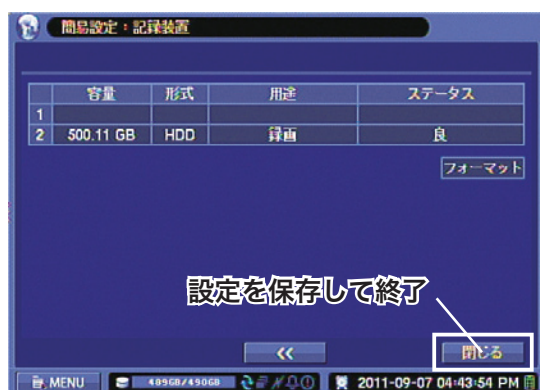 簡易設定:記録装置
容量 形式 用途 ステータス
1
2 500.11 GB HDD 録画 良
フォーマット
設定を保存して終了
<< 閉じる
MENU 489GB/490GB 2011-09-07 04:43:54 PM